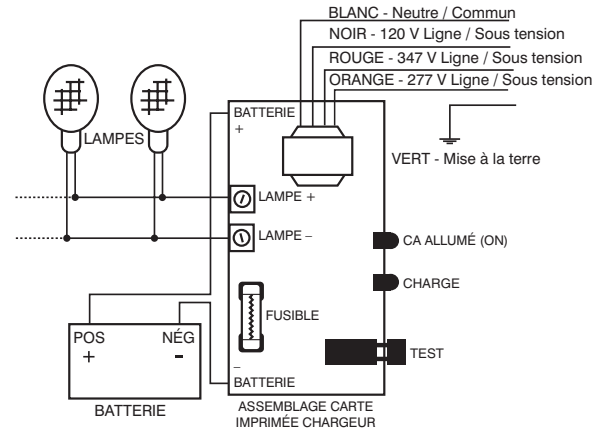 BLANC - Neutre / Commun
NOIR - 120 V Ligne / Sous tension
ROUGE - 347 V Ligne / Sous tension
ORANGE - 277 V Ligne / Sous tension
BATTERIE
+
LAMPES
VERT - Mise à la terre
LAMPE +
LAMPE –
CA ALLUMÉ (ON)
CHARGE
FUSIBLE
POS
+
NÉG
-
TEST
–
BATTERIE
BATTERIE
ASSEMBLAGE CARTE
IMPRIMÉE CHARGEUR